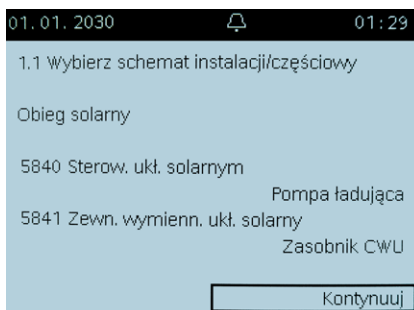 01.01.2030 01:29
1.1 Wybierz schemat instalacji/częściowy
Obieg solarny
5840 Sterow. ukł. solarnym
Pompa ładująca
5841 Zewn. wymienn. ukł. solarny
Zasobnik CWU
Kontynuuj